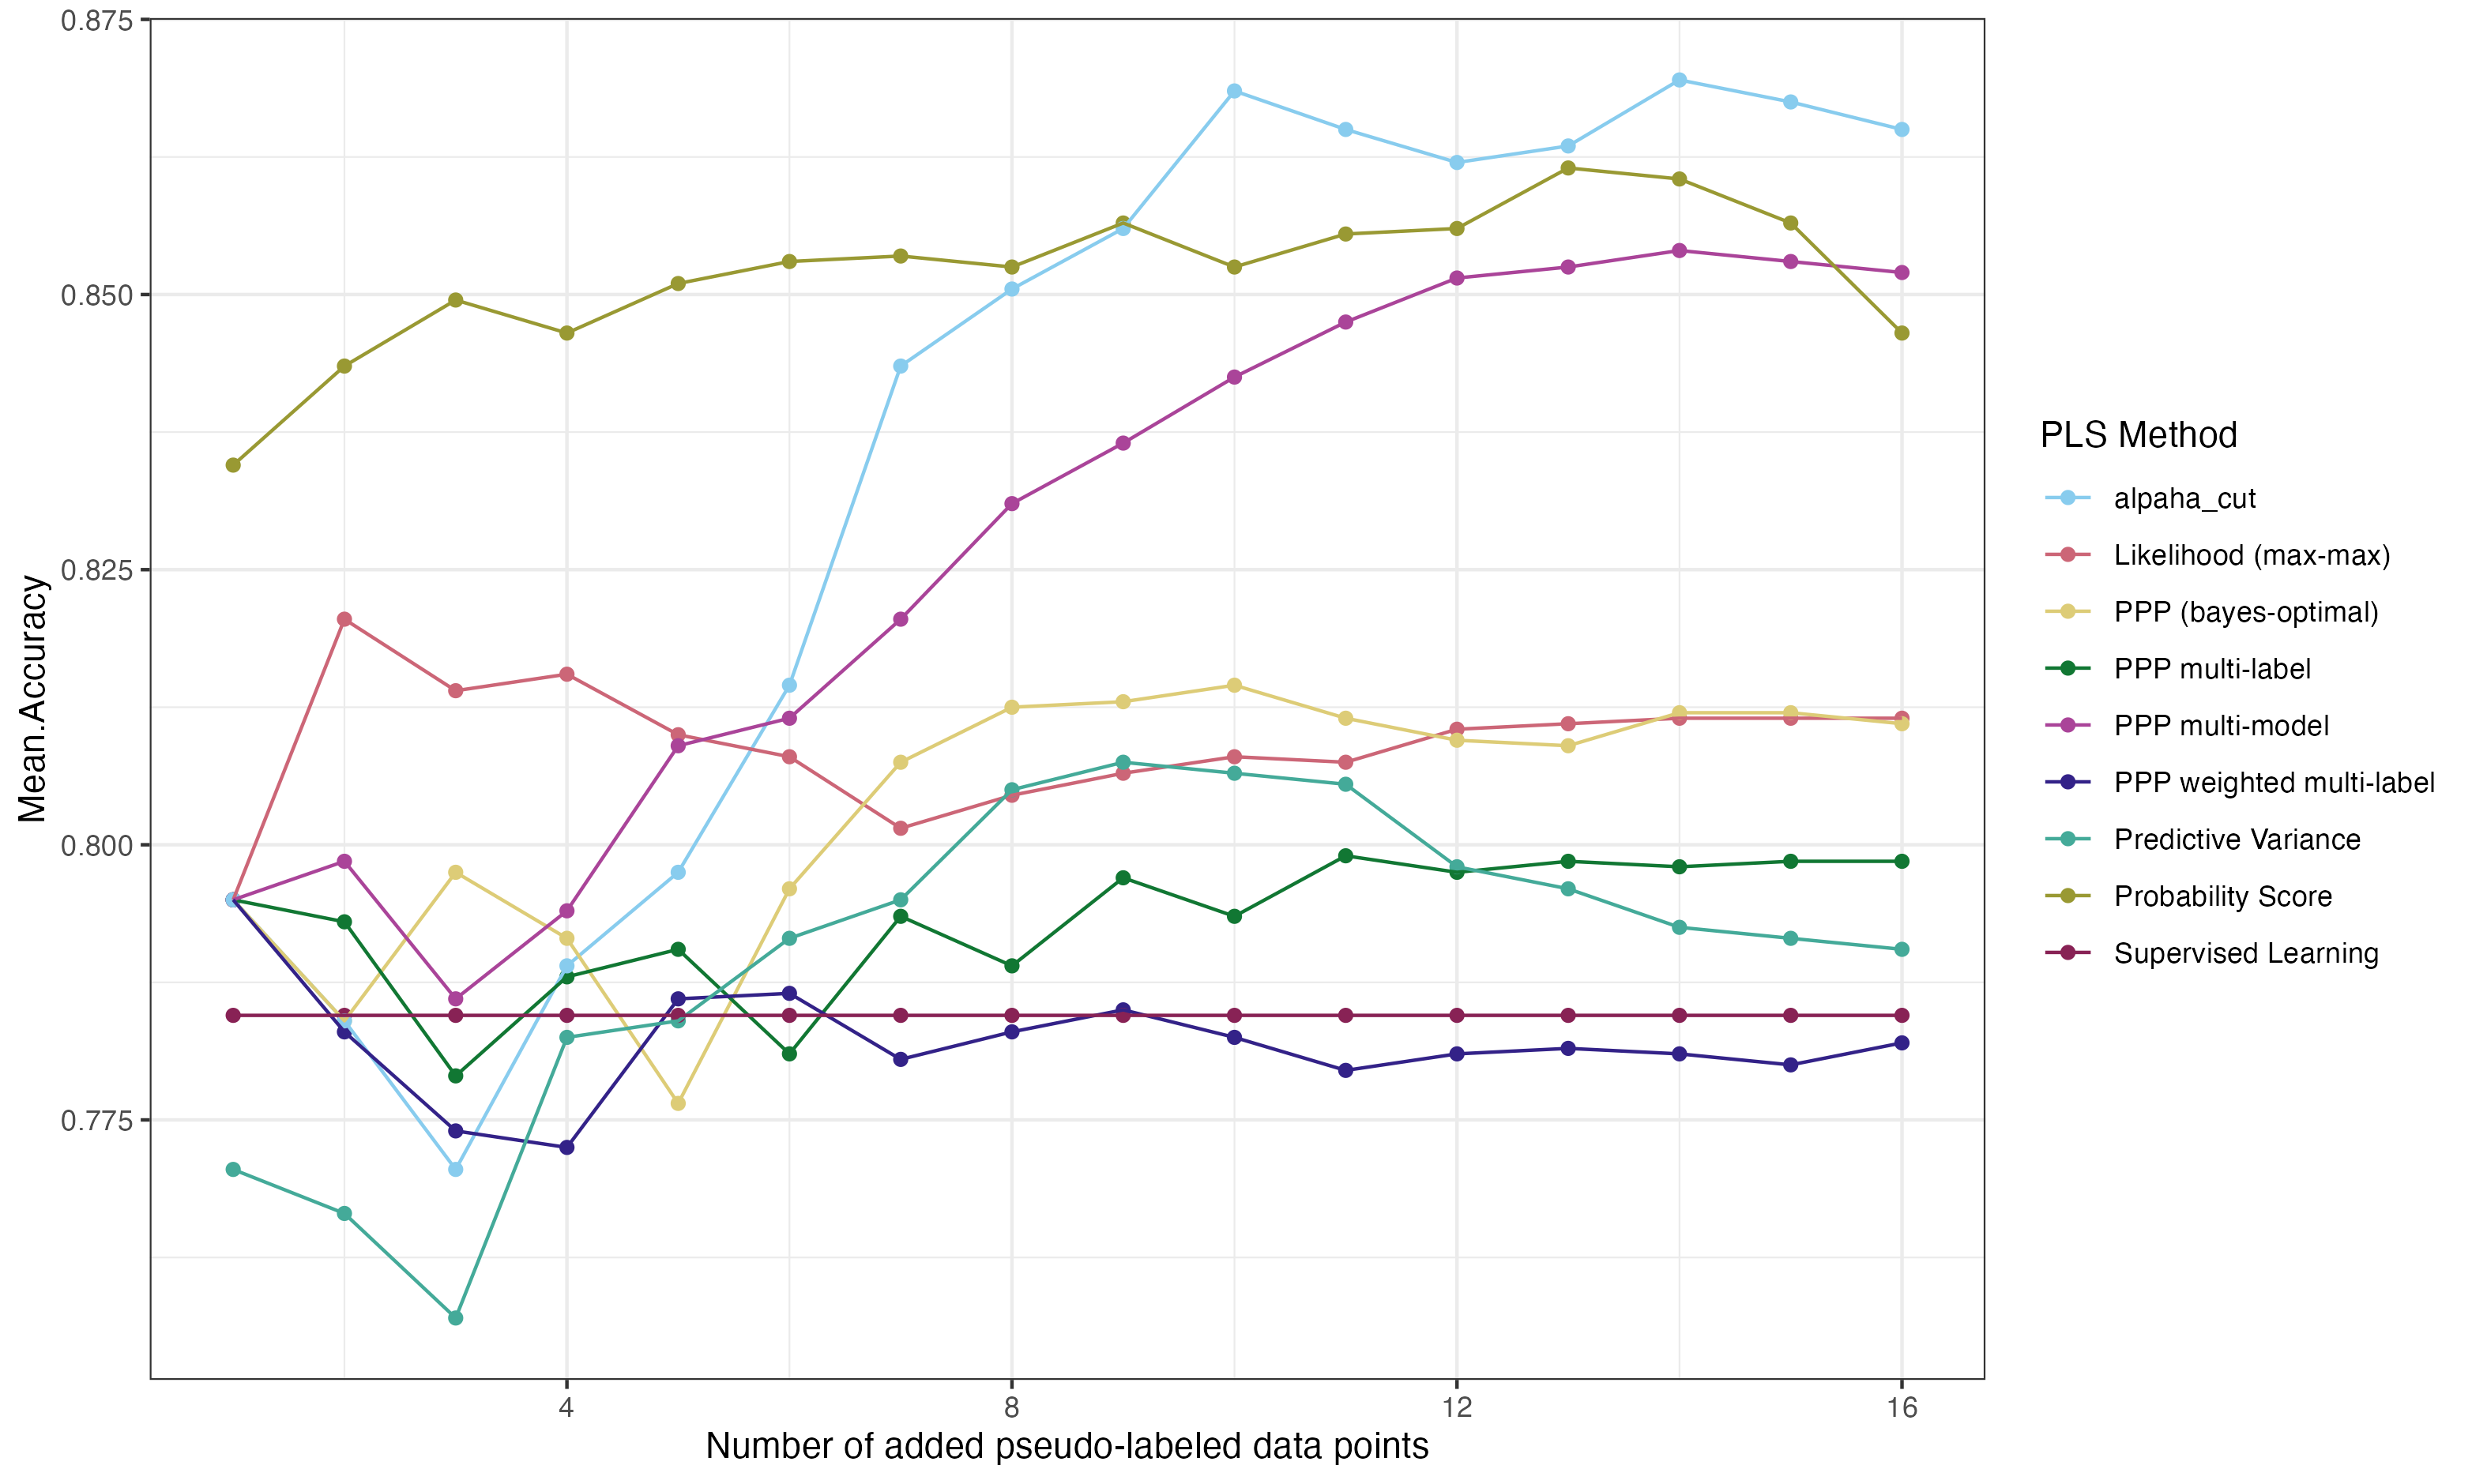 0.875
0.850
0.825
0.800
0.775
Mean.Accuracy
4
8
12
16
Number of added pseudo-labeled data points
PLS Method
alpaha_cut
Likelihood (max-max)
PPP (bayes-optimal)
PPP multi-label
PPP multi-model
PPP weighted multi-label
Predictive Variance
Probability Score
Supervised Learning